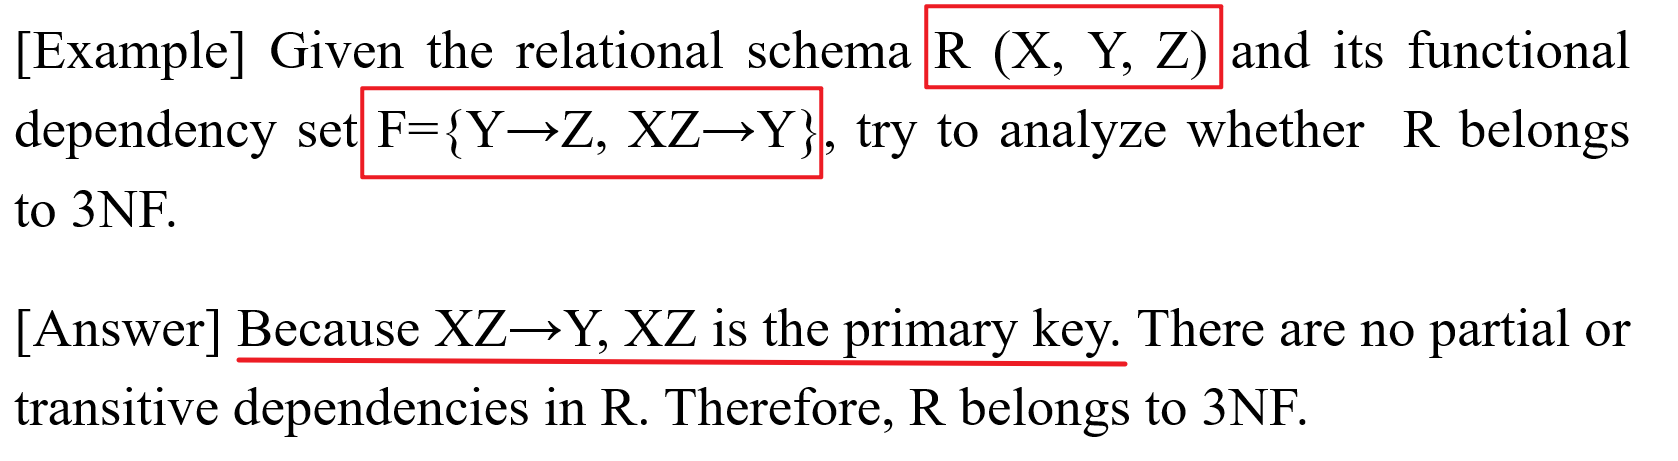 [Example] Given the relational schema R (X, Y, Z) and its functional
dependency set F={Y→Z, XZ→Y}, try to analyze whether R belongs
to 3NF.
[Answer] Because XZ→Y, XZ is the primary key. There are no partial or
transitive dependencies in R. Therefore, R belongs to 3NF.